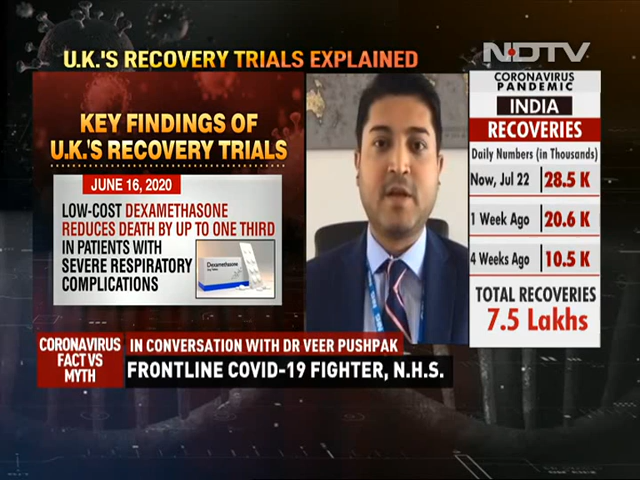 U.K.'S RECOVERY TRIALS EXPLAINED
NDTV
KEY FINDINGS OF
U.K.'S RECOVERY TRIALS
JUNE 16, 2020
LOW-COST DEXAMETHASONE
REDUCES DEATH BY UP TO ONE THIRD
IN PATIENTS WITH
SEVERE RESPIRATORY
COMPLICATIONS
Dexamethasone
CORONAVIRUS
PANDEMIC
INDIA
RECOVERIES
Daily Numbers (in Thousands)
Now, Jul 22 28.5 K
1 Week Ago 20.6 K
4 Weeks Ago 10.5 K
TOTAL RECOVERIES
7.5 Lakhs
CORONAVIRUS
FACT VS
MYTH
IN CONVERSATION WITH DR VEER PUSHPAK
FRONTLINE COVID-19 FIGHTER, N.H.S.